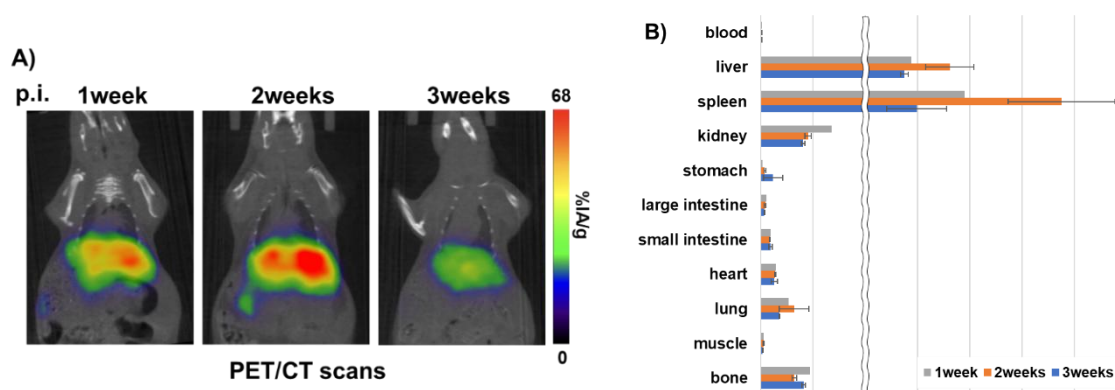 A)
p.i. 1week 2weeks 3weeks
68
%IA/g
0
PET/CT scans
B)
blood
liver
spleen
kidney
stomach
large intestine
small intestine
heart
lung
muscle
bone
1week 2weeks 3weeks